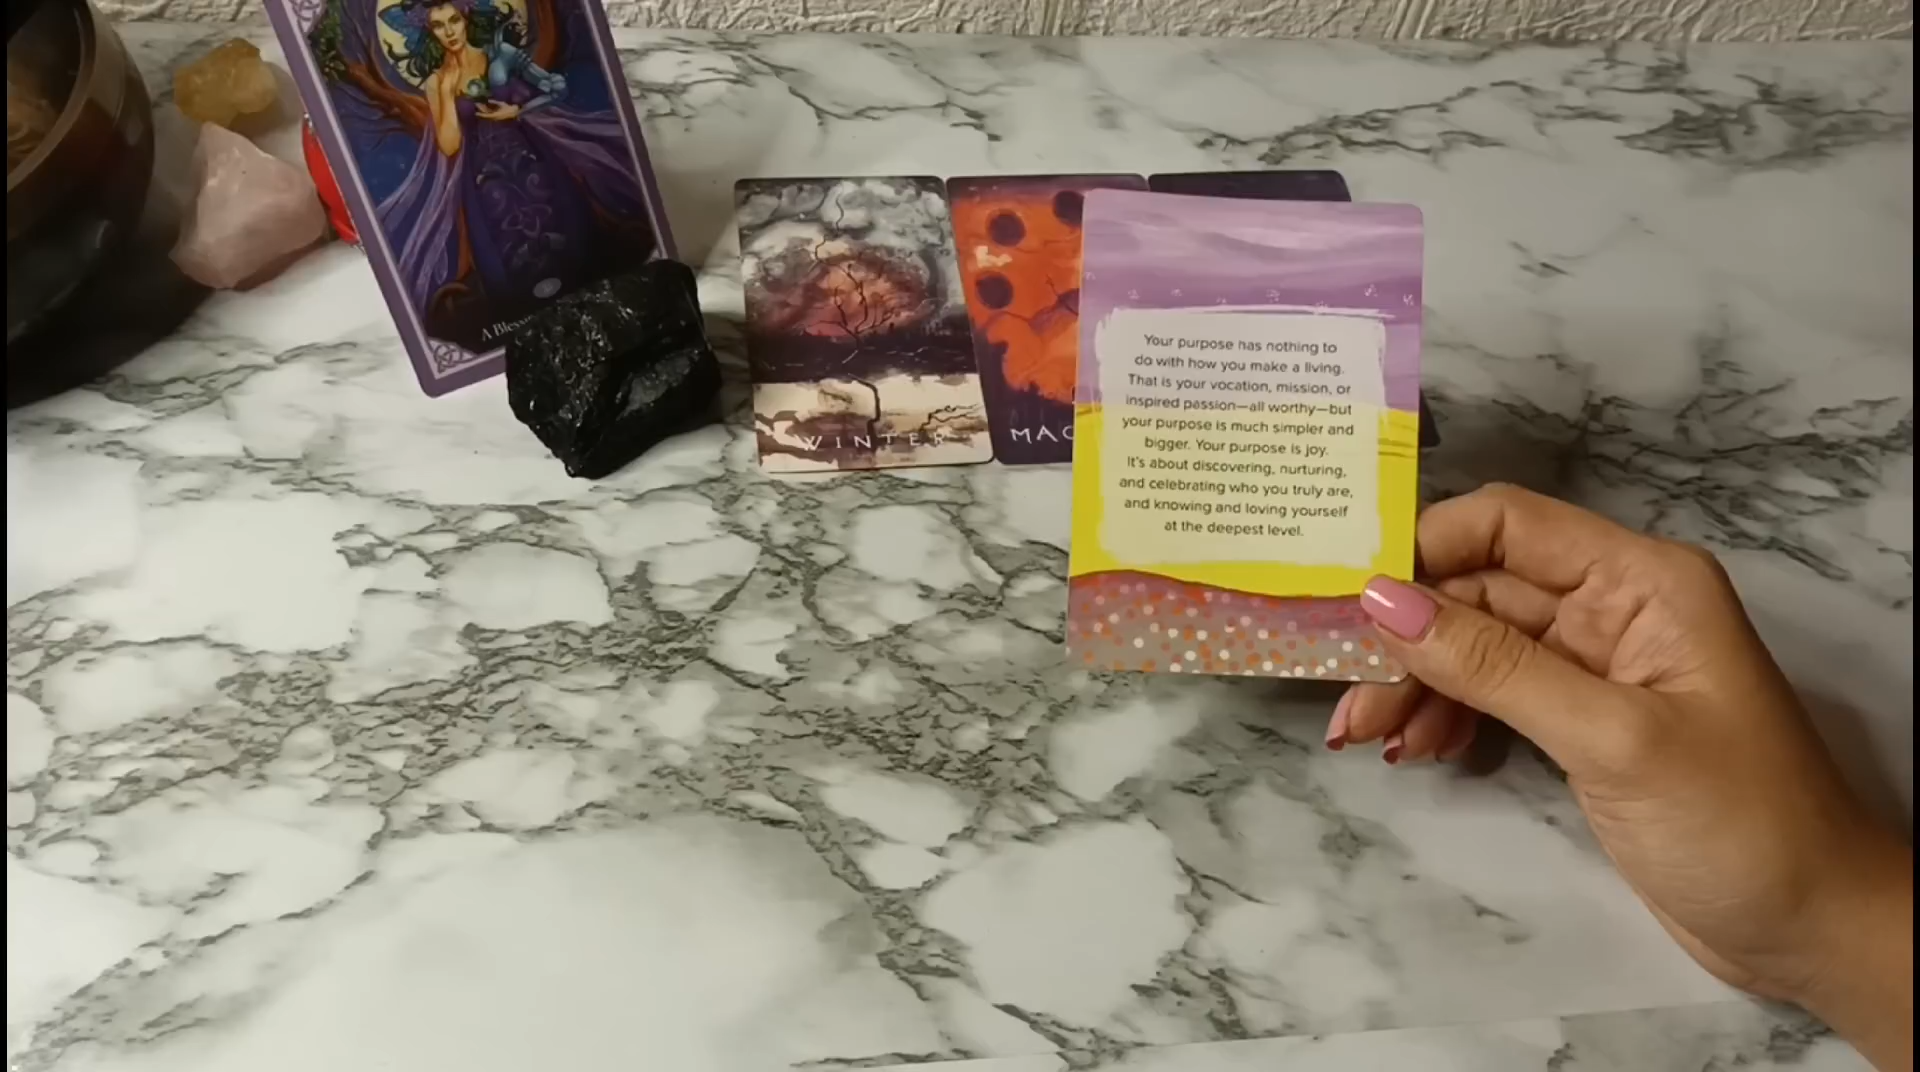 A
WINTER
Your purpose has nothing to
do with how you make a living.
That is your vocation, mission, or
inspired passion—all worthy—but
your purpose is much simpler and
bigger. Your purpose is joy.
It's about discovering, nurturing,
and celebrating who you truly are,
and knowing and loving yourself
at the deepest level.